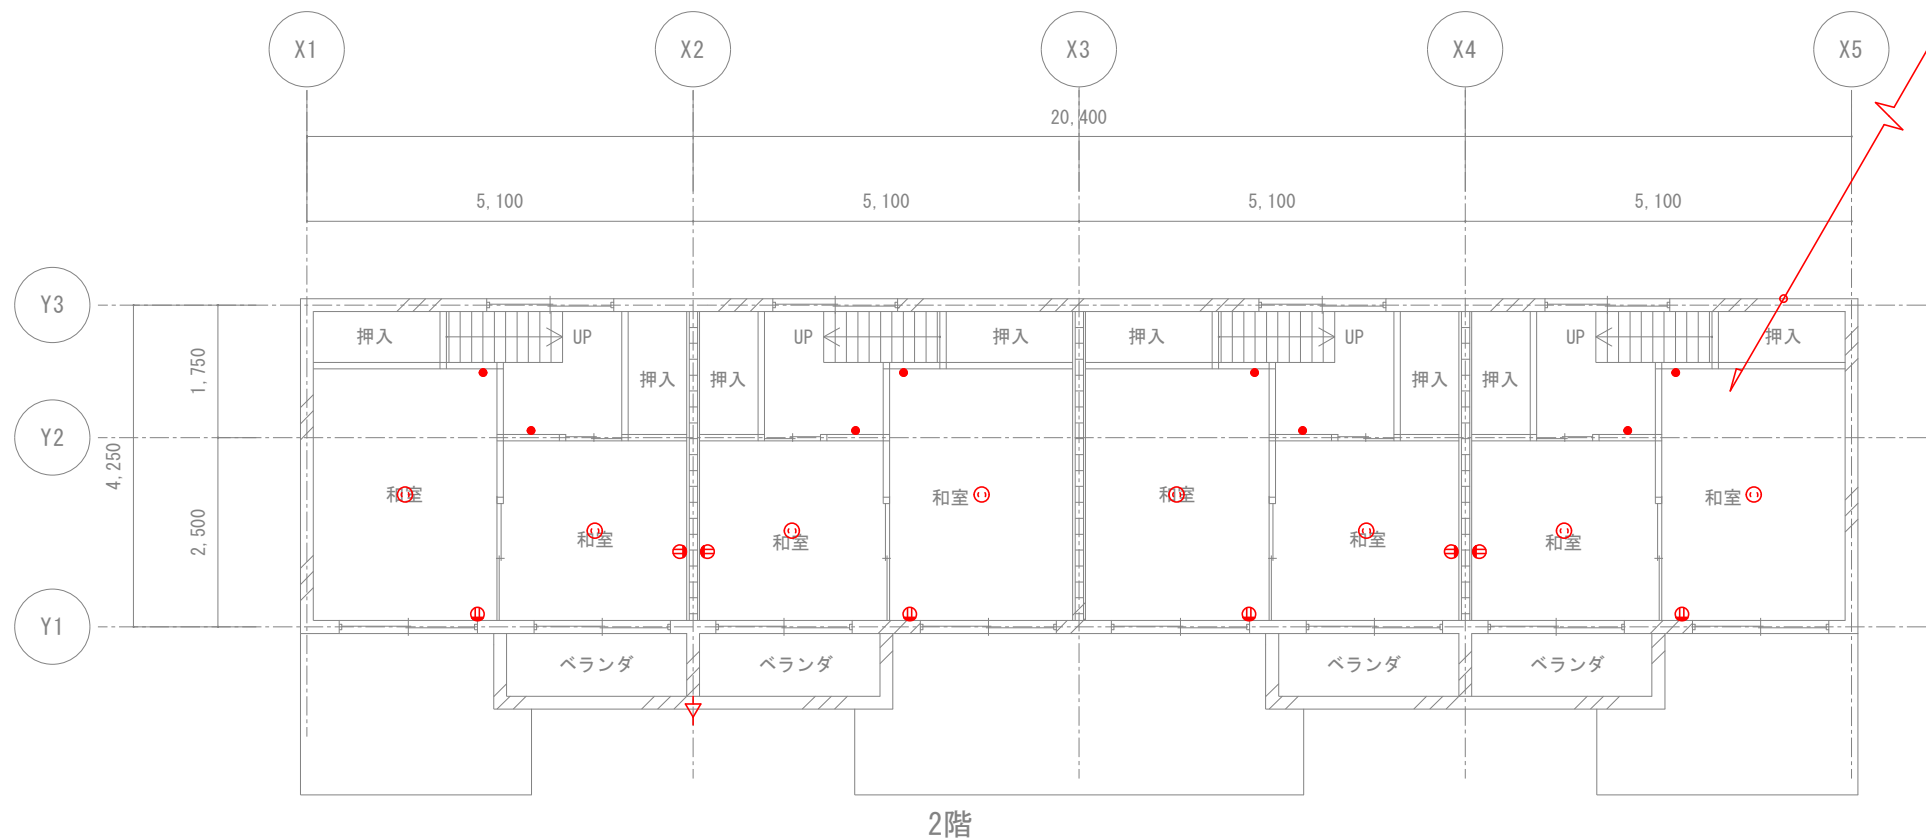 X1 X2 X3 X4 X5
20,400
5,100 5,100 5,100 5,100
Y3
押入 UP UP 押入 押入 UP UP 押入
1,750
押入 押入 押入 押入
Y2
4,250
和室 和室 和室 和室
2,500
和室 和室 和室 和室
Y1
ベランダ ベランダ ベランダ ベランダ
2階